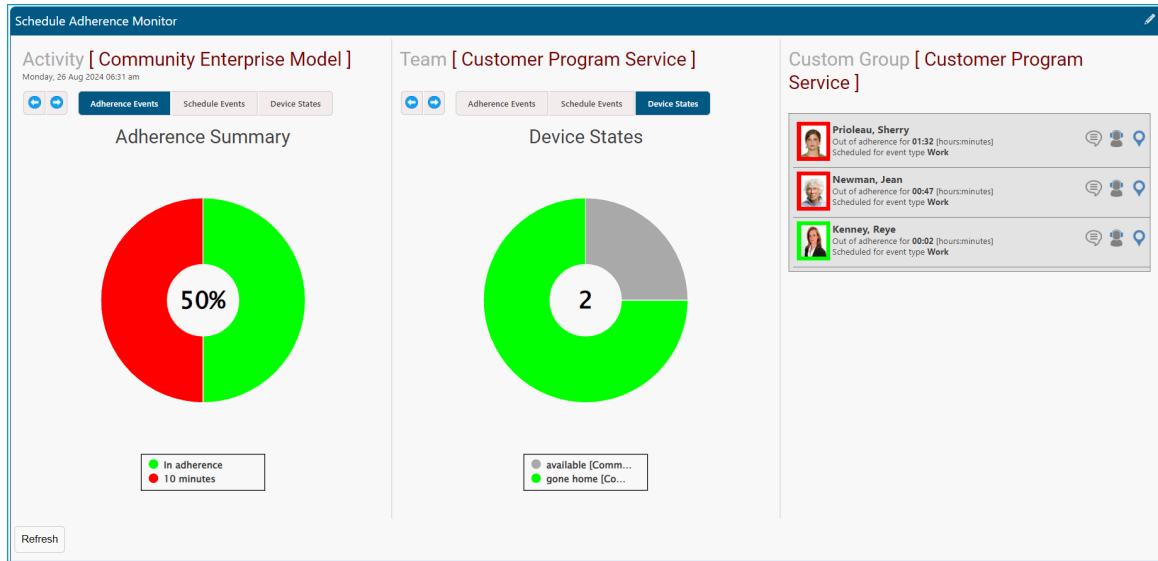 Schedule Adherence Monitor
Activity [ Community Enterprise Model ]
Monday, 26 Aug 2024 06:31 am
Adherence Events
Schedule Events
Device States
Adherence Summary
50%
In adherence
10 minutes
Team [ Customer Program Service ]
Adherence Events
Schedule Events
Device States
Device States
2
available [Comm...
gone home [Co...
Custom Group [ Customer Program
Service ]
Prioleau, Sherry
Out of adherence for 01:32 [hours:minutes]
Scheduled for event type Work
Newman, Jean
Out of adherence for 00:47 [hours:minutes]
Scheduled for event type Work
Kenney, Reye
Out of adherence for 00:02 [hours:minutes]
Scheduled for event type Work
Refresh